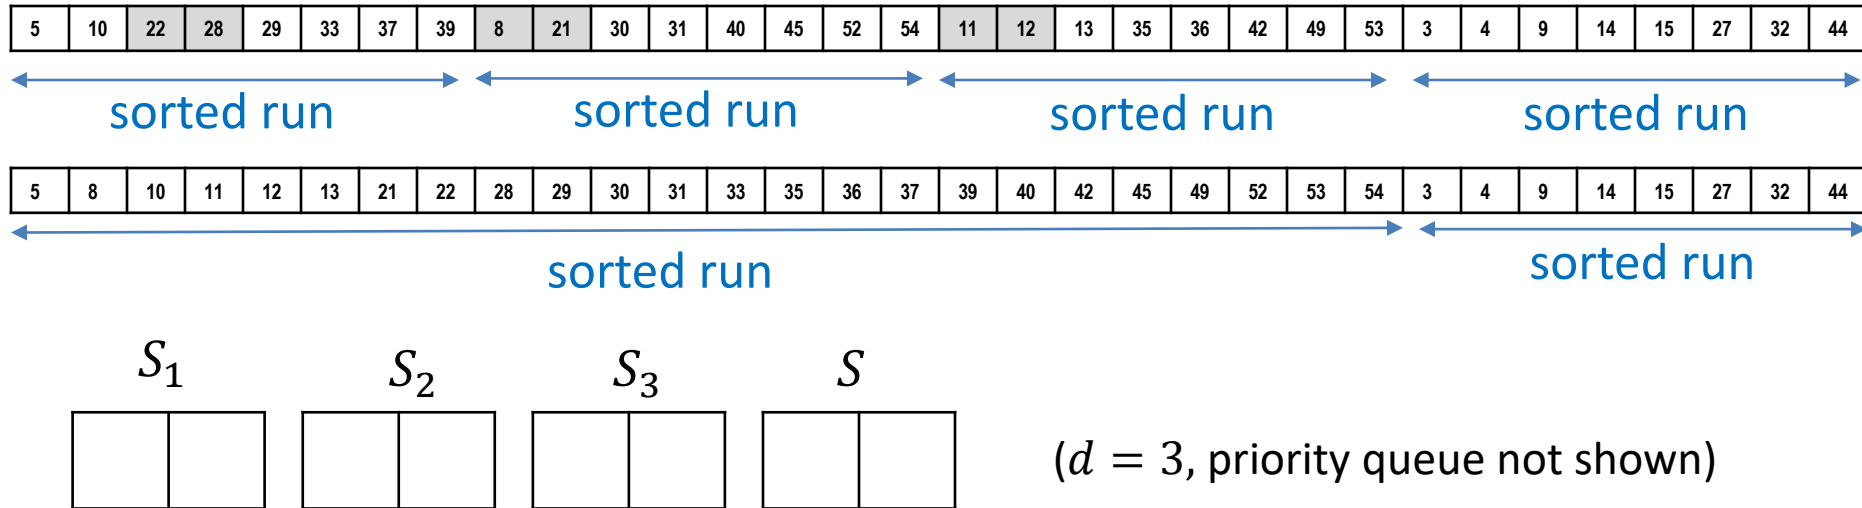 5 10 22 28 29 33 37 39 8 21 30 31 40 45 52 54 11 12 13 35 36 42 49 53 3 4 9 14 15 27 32 44
sorted run sorted run sorted run sorted run
5 8 10 11 12 13 21 22 28 29 30 31 33 35 36 37 39 40 42 45 49 52 53 54 3 4 9 14 15 27 32 44
sorted run sorted run
S₁ S₂ S₃ S
(d = 3, priority queue not shown)